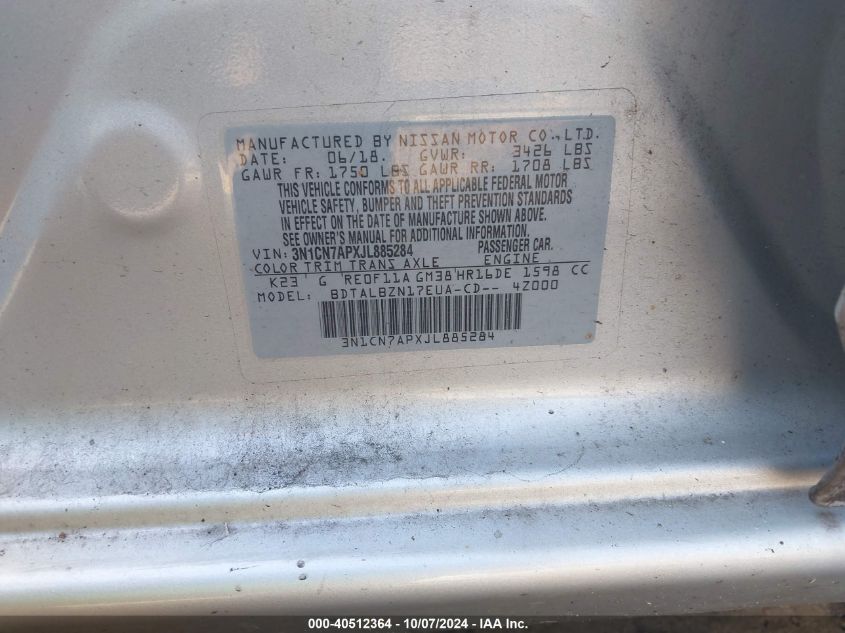 MANUFACTURED BY NISSAN MOTOR CO., LTD.
DATE: 06/18. GVWR: 3426 LBS
GAWR FR: 1750 LBS GAWR RR: 1708 LBS
THIS VEHICLE CONFORMS TO ALL APPLICABLE FEDERAL MOTOR
VEHICLE SAFETY, BUMPER AND THEFT PREVENTION STANDARDS
IN EFFECT ON THE DATE OF MANUFACTURE SHOWN ABOVE.
SEE OWNER'S MANUAL FOR ADDITIONAL INFORMATION.
VIN: 3N1CN7APXJL885284 PASSENGER CAR.
COLOR TRIM TRANS AXLE ENGINE
K23 G RE0F11A GM38 HR16DE 1598 CC
MODEL: BDTALBZN17EUA-CD-- 4Z000
3N1CN7APXJL885284
000-40512364 - 10/07/2024 - IAA Inc.